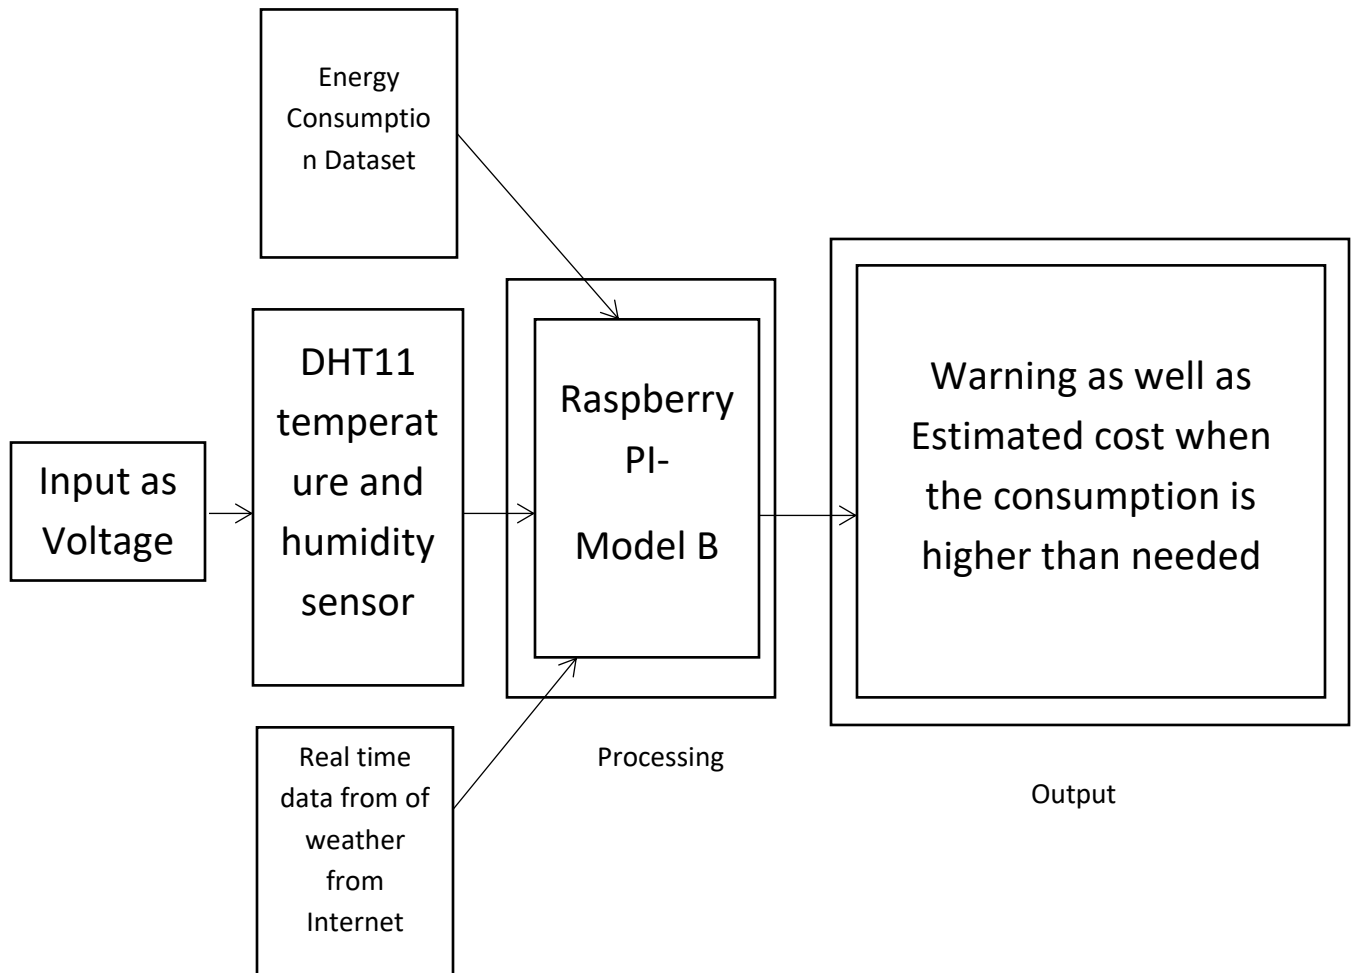 Energy
Consumptio
n Dataset
Input as
Voltage
DHT11
temperat
ure and
humidity
sensor
Raspberry
PI-
Model B
Warning as well as
Estimated cost when
the consumption is
higher than needed
Real time
data from of
weather
from
Internet
Processing
Output